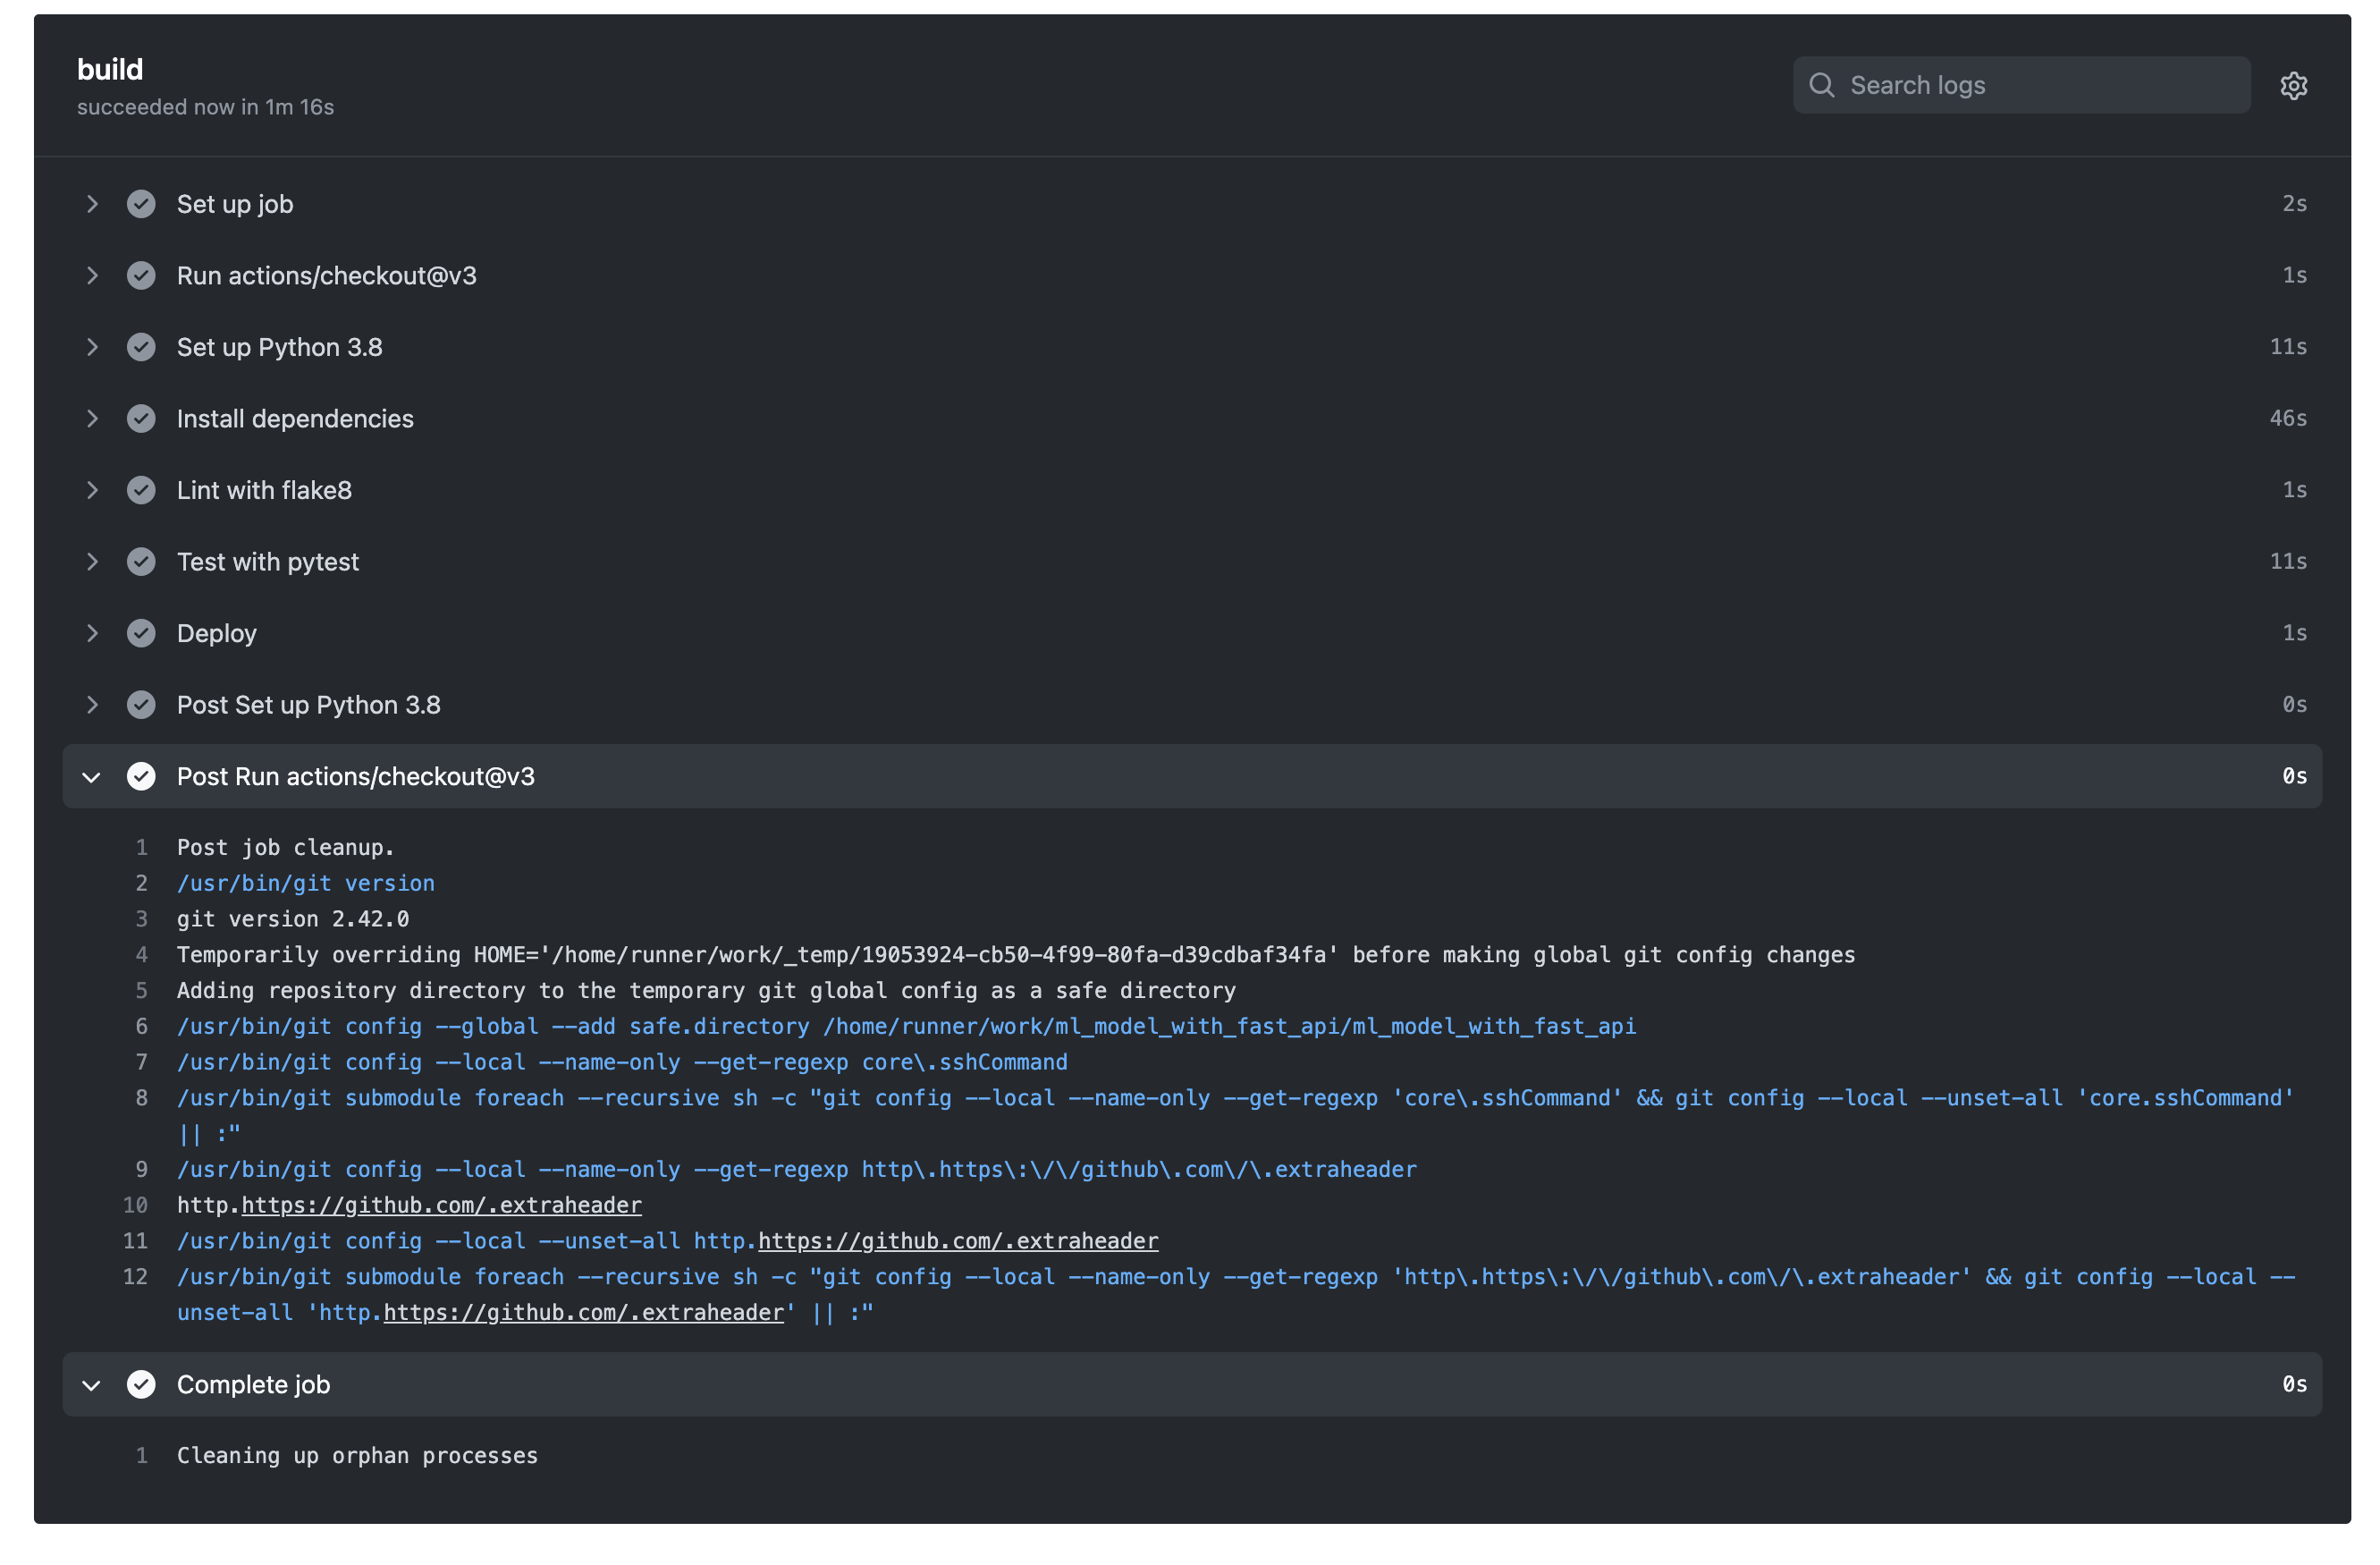 build
succeeded now in 1m 16s
Search logs
Set up job 2s
Run actions/checkout@v3 1s
Set up Python 3.8 11s
Install dependencies 46s
Lint with flake8 1s
Test with pytest 11s
Deploy 1s
Post Set up Python 3.8 0s
Post Run actions/checkout@v3 0s
1 Post job cleanup.
2 /usr/bin/git version
3 git version 2.42.0
4 Temporarily overriding HOME='/home/runner/work/_temp/19053924-cb50-4f99-80fa-d39cdbaf34fa' before making global git config changes
5 Adding repository directory to the temporary git global config as a safe directory
6 /usr/bin/git config --global --add safe.directory /home/runner/work/ml_model_with_fast_api/ml_model_with_fast_api
7 /usr/bin/git config --local --name-only --get-regexp core\.sshCommand
8 /usr/bin/git submodule foreach --recursive sh -c "git config --local --name-only --get-regexp 'core\.sshCommand' && git config --local --unset-all 'core.sshCommand'
|| :"
9 /usr/bin/git config --local --name-only --get-regexp http\.https\:\/\/github\.com\/\.extraheader
10 http.https://github.com/.extraheader
11 /usr/bin/git config --local --unset-all http.https://github.com/.extraheader
12 /usr/bin/git submodule foreach --recursive sh -c "git config --local --name-only --get-regexp 'http\.https\:\/\/github\.com\/\.extraheader' && git config --local --
unset-all 'http.https://github.com/.extraheader' || :"
Complete job 0s
1 Cleaning up orphan processes